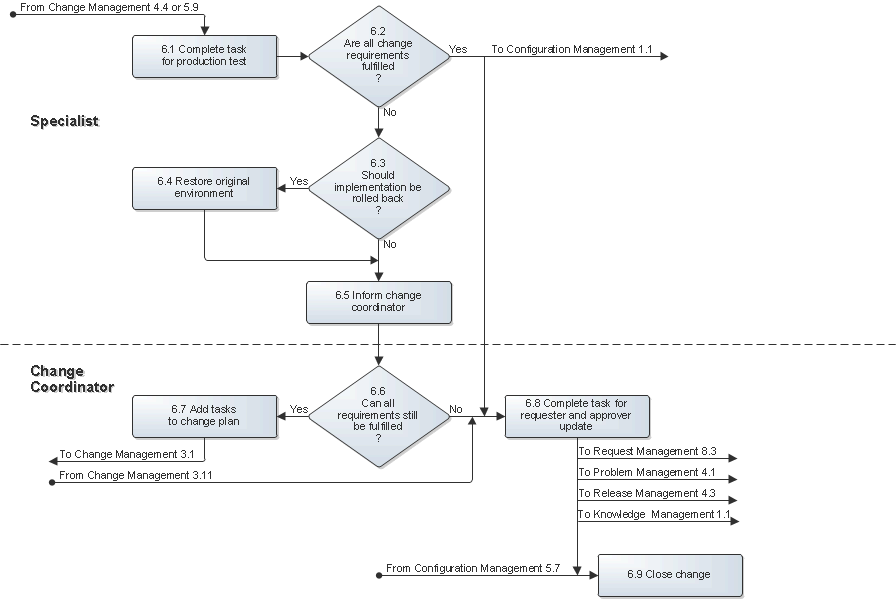 From Change Management 4.4 or 5.9
6.1 Complete task
for production test
6.2
Are all change
requirements
fulfilled
?
Yes
To Configuration Management 1.1
No
Specialist
6.3
Should
implementation be
rolled back
?
Yes
6.4 Restore original
environment
No
6.5 Inform change
coordinator
Change
Coordinator
6.6
Can all
requirements still
be fulfilled
?
Yes
6.7 Add tasks
to change plan
No
6.8 Complete task for
requester and approver
update
To Change Management 3.1
From Change Management 3.11
To Request Management 8.3
To Problem Management 4.1
To Release Management 4.3
To Knowledge Management 1.1
From Configuration Management 5.7
6.9 Close change